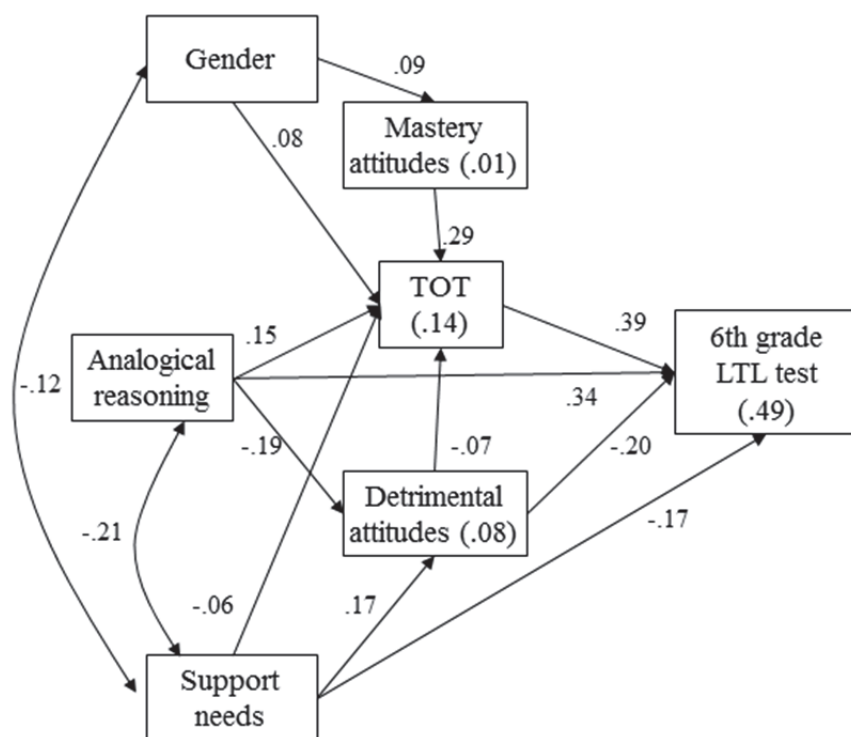 Gender
.09
Mastery
attitudes (.01)
.08
.29
TOT
(.14)
.39
6th grade
LTL test
(.49)
.15
Analogical
reasoning
-.12
.34
-.19
-.07
-.20
Detrimental
attitudes (.08)
-.17
-.21
-.06
.17
Support
needs